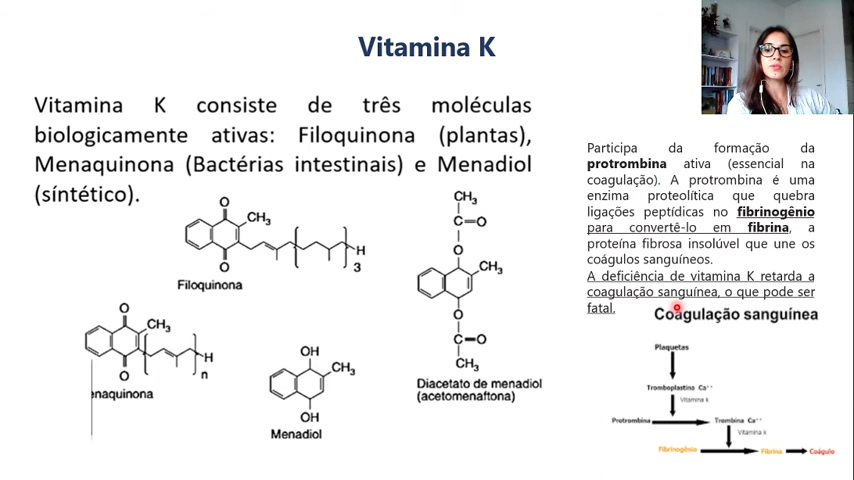 Vitamina K
Vitamina K consiste de três moléculas
biologicamente ativas: Filoquinona (plantas),
Menaquinona (Bactérias intestinais) e Menadiol
(síntético).
O
CH₃
H
3
O
Filoquinona
O
CH₃
H
n
O
enaquinona
OH
CH₃
OH
Menadiol
CH₃
C=O
O
CH₃
O
C=O
CH₃
Diacetato de menadiol
(acetomenaftona)
Participa da formação da
protrombina ativa (essencial na
coagulação). A protrombina é uma
enzima proteolítica que quebra
ligações peptídicas no fibrinogênio
para convertê-lo em fibrina, a
proteína fibrosa insolúvel que une os
coágulos sanguíneos.
A deficiência de vitamina K retarda a
coagulação sanguínea, o que pode ser
fatal.
Coagulação sanguínea
Plaquetas
Tromboplastina Ca⁺⁺
Vitamina k
Protrombina
Trombina Ca⁺⁺
Vitamina k
Fibrinogênio
Fibrina
Coágulo